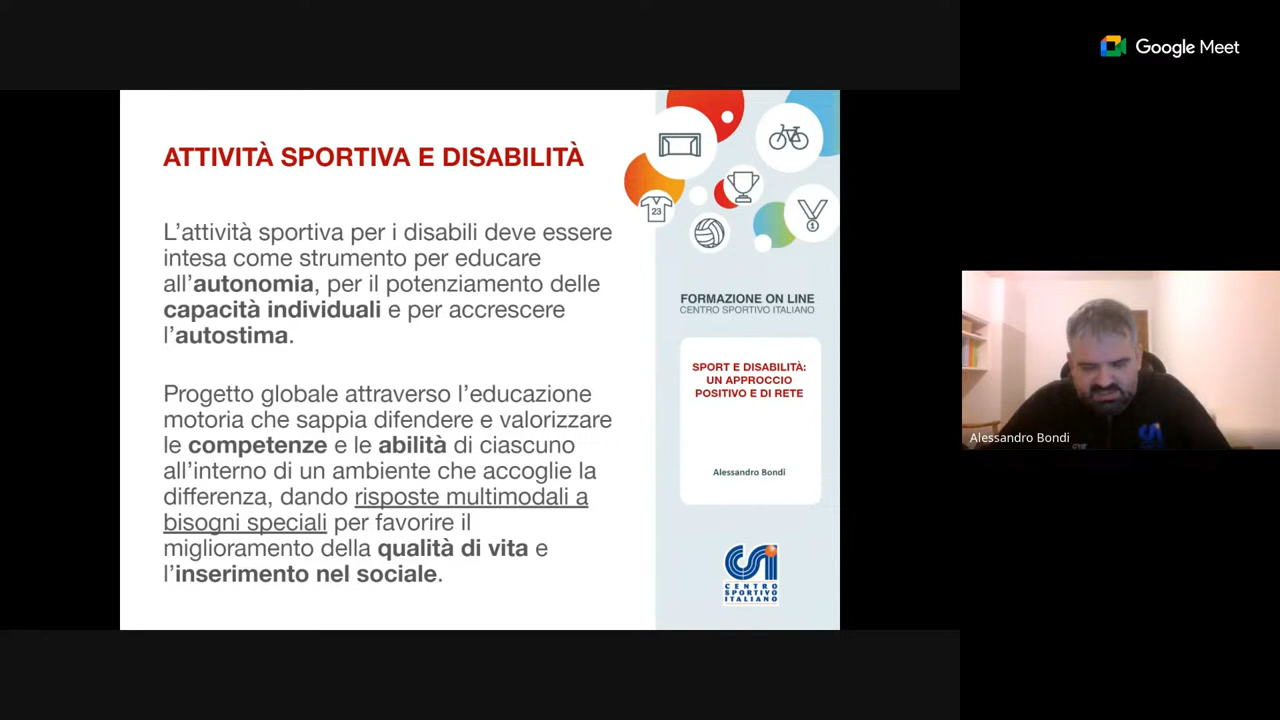 Google Meet
ATTIVITÀ SPORTIVA E DISABILITÀ
L’attività sportiva per i disabili deve essere
intesa come strumento per educare
all’autonomia, per il potenziamento delle
capacità individuali e per accrescere
l’autostima.
Progetto globale attraverso l’educazione
motoria che sappia difendere e valorizzare
le competenze e le abilità di ciascuno
all’interno di un ambiente che accoglie la
differenza, dando risposte multimodali a
bisogni speciali per favorire il
miglioramento della qualità di vita e
l’inserimento nel sociale.
23
1
FORMAZIONE ON LINE
CENTRO SPORTIVO ITALIANO
SPORT E DISABILITÀ:
UN APPROCCIO
POSITIVO E DI RETE
Alessandro Bondi
CSI
CENTRO
SPORTIVO
ITALIANO
Alessandro Bondi